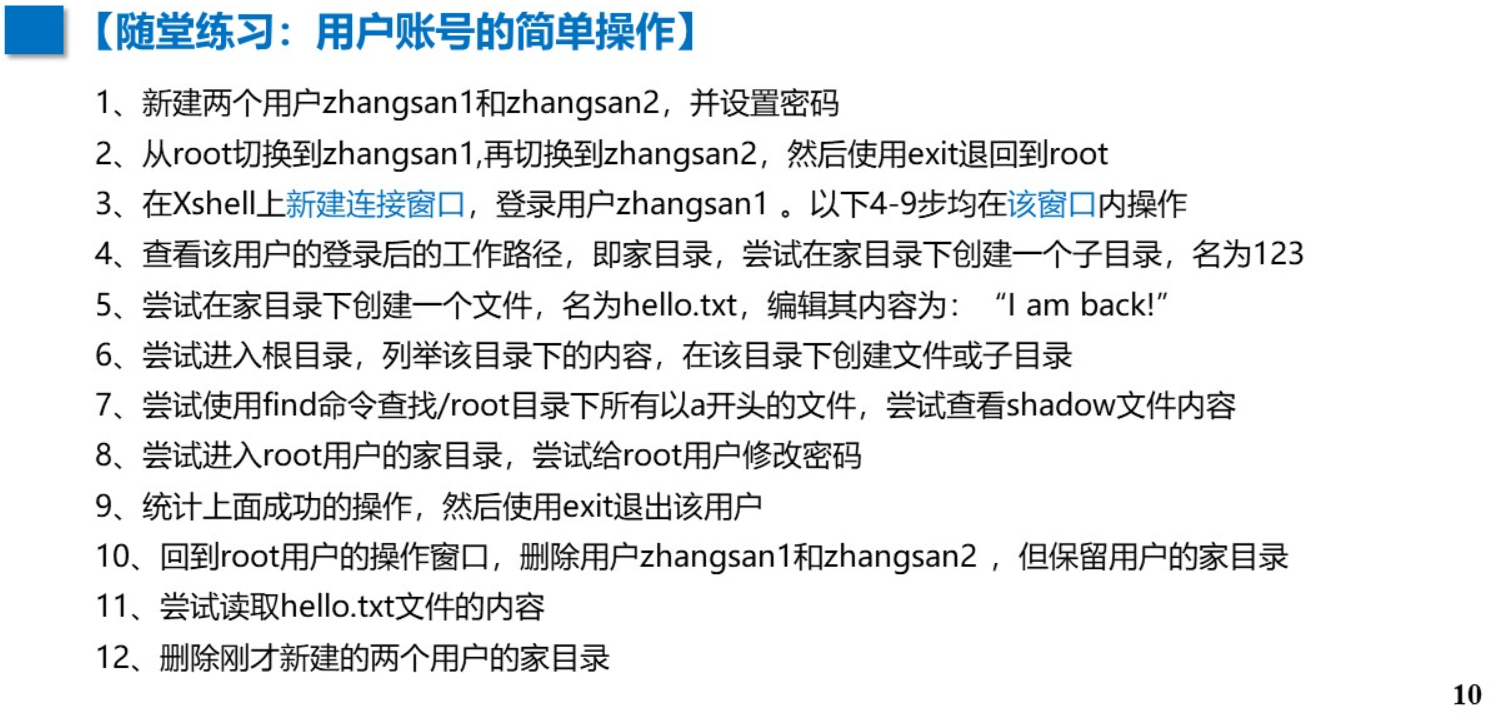 【随堂练习：用户账号的简单操作】
1、新建两个用户zhangsan1和zhangsan2，并设置密码
2、从root切换到zhangsan1,再切换到zhangsan2，然后使用exit退回到root
3、在Xshell上新建连接窗口，登录用户zhangsan1 。以下4-9步均在该窗口内操作
4、查看该用户的登录后的工作路径，即家目录，尝试在家目录下创建一个子目录，名为123
5、尝试在家目录下创建一个文件，名为hello.txt，编辑其内容为：“I am back!”
6、尝试进入根目录，列举该目录下的内容，在该目录下创建文件或子目录
7、尝试使用find命令查找/root目录下所有以a开头的文件，尝试查看shadow文件内容
8、尝试进入root用户的家目录，尝试给root用户修改密码
9、统计上面成功的操作，然后使用exit退出该用户
10、回到root用户的操作窗口，删除用户zhangsan1和zhangsan2 ，但保留用户的家目录
11、尝试读取hello.txt文件的内容
12、删除刚才新建的两个用户的家目录
10